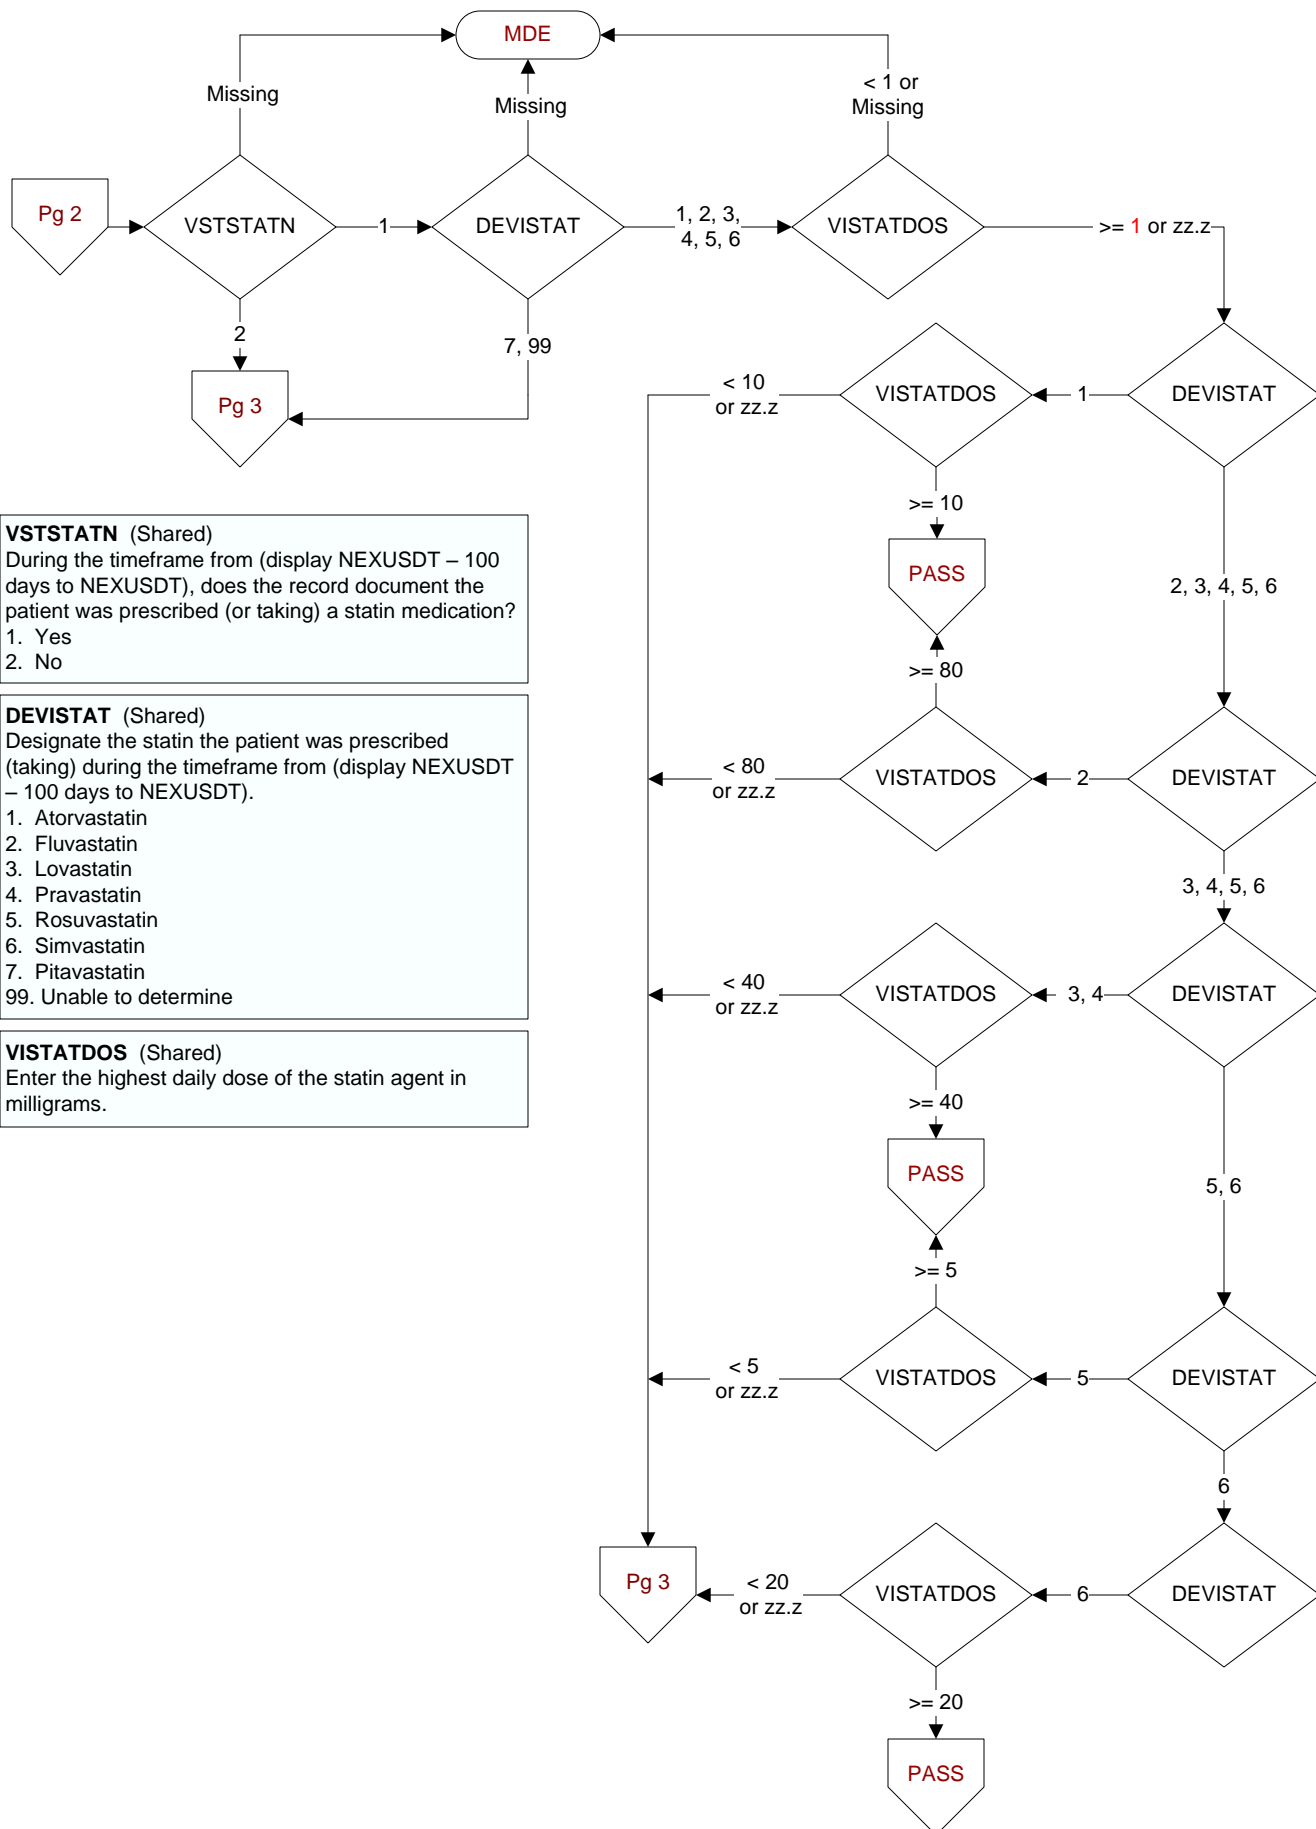 MDE
Missing
Missing
< 1 or
Missing
Pg 2
VSTSTATN
1
DEVISTAT
1, 2, 3,
4, 5, 6
VISTATDOS
>= 1 or zz.z
2
7, 99
Pg 3
< 10
or zz.z
VISTATDOS
1
DEVISTAT
>= 10
PASS
2, 3, 4, 5, 6
>= 80
< 80
or zz.z
VISTATDOS
2
DEVISTAT
3, 4, 5, 6
< 40
or zz.z
VISTATDOS
3, 4
DEVISTAT
>= 40
PASS
5, 6
>= 5
< 5
or zz.z
VISTATDOS
5
DEVISTAT
6
Pg 3
< 20
or zz.z
VISTATDOS
6
DEVISTAT
>= 20
PASS
VSTSTATN (Shared)
During the timeframe from (display NEXUSDT – 100
days to NEXUSDT), does the record document the
patient was prescribed (or taking) a statin medication?
1. Yes
2. No
DEVISTAT (Shared)
Designate the statin the patient was prescribed
(taking) during the timeframe from (display NEXUSDT
– 100 days to NEXUSDT).
1. Atorvastatin
2. Fluvastatin
3. Lovastatin
4. Pravastatin
5. Rosuvastatin
6. Simvastatin
7. Pitavastatin
99. Unable to determine
VISTATDOS (Shared)
Enter the highest daily dose of the statin agent in
milligrams.